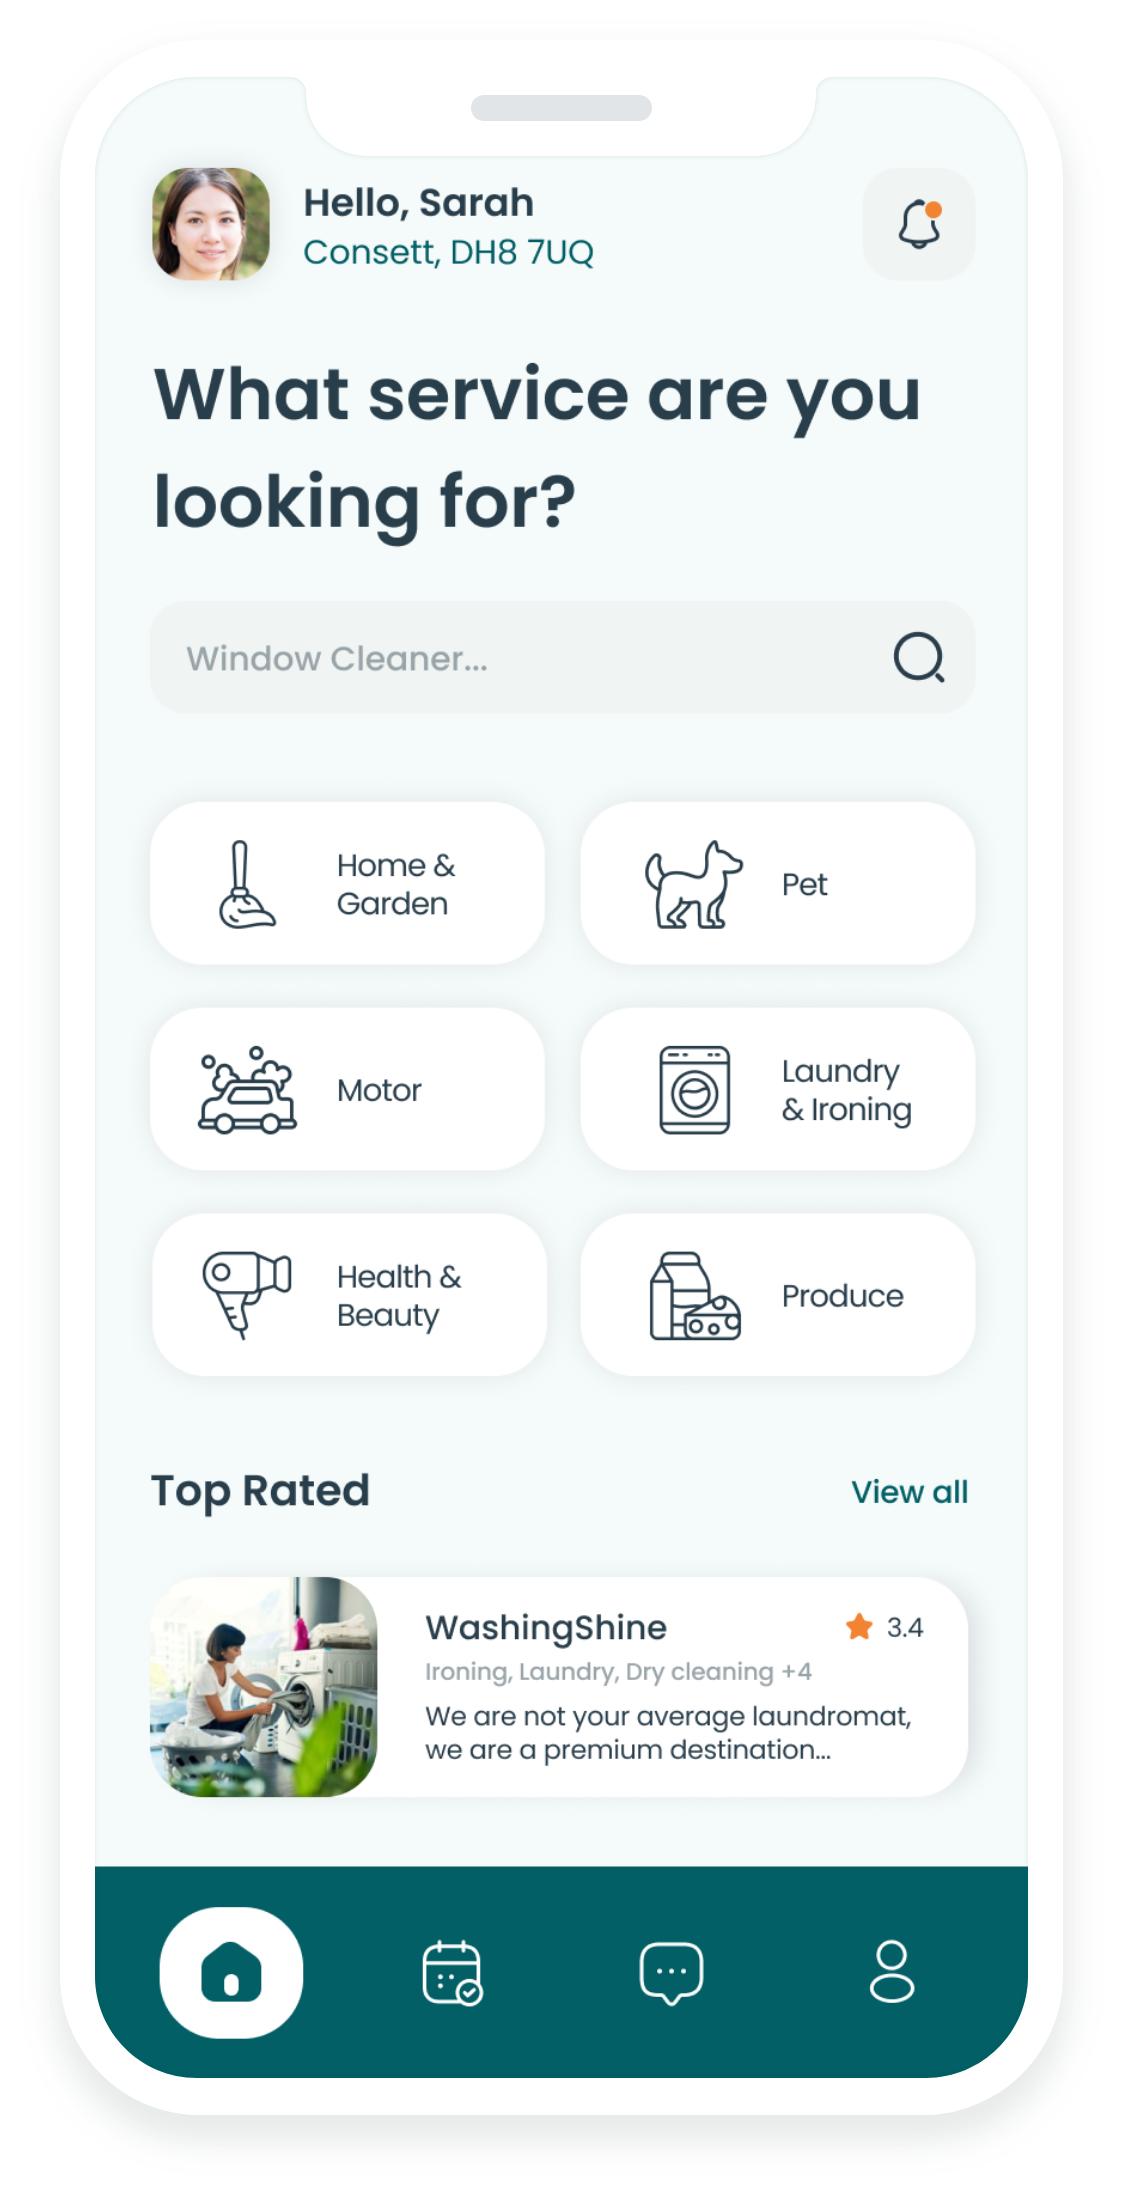 Hello, Sarah
Consett, DH8 7UQ
What service are you
looking for?
Window Cleaner...
Home &
Garden
Pet
Motor
Laundry
& Ironing
Health &
Beauty
Produce
Top Rated
View all
WashingShine
3.4
Ironing, Laundry, Dry cleaning +4
We are not your average laundromat,
we are a premium destination...